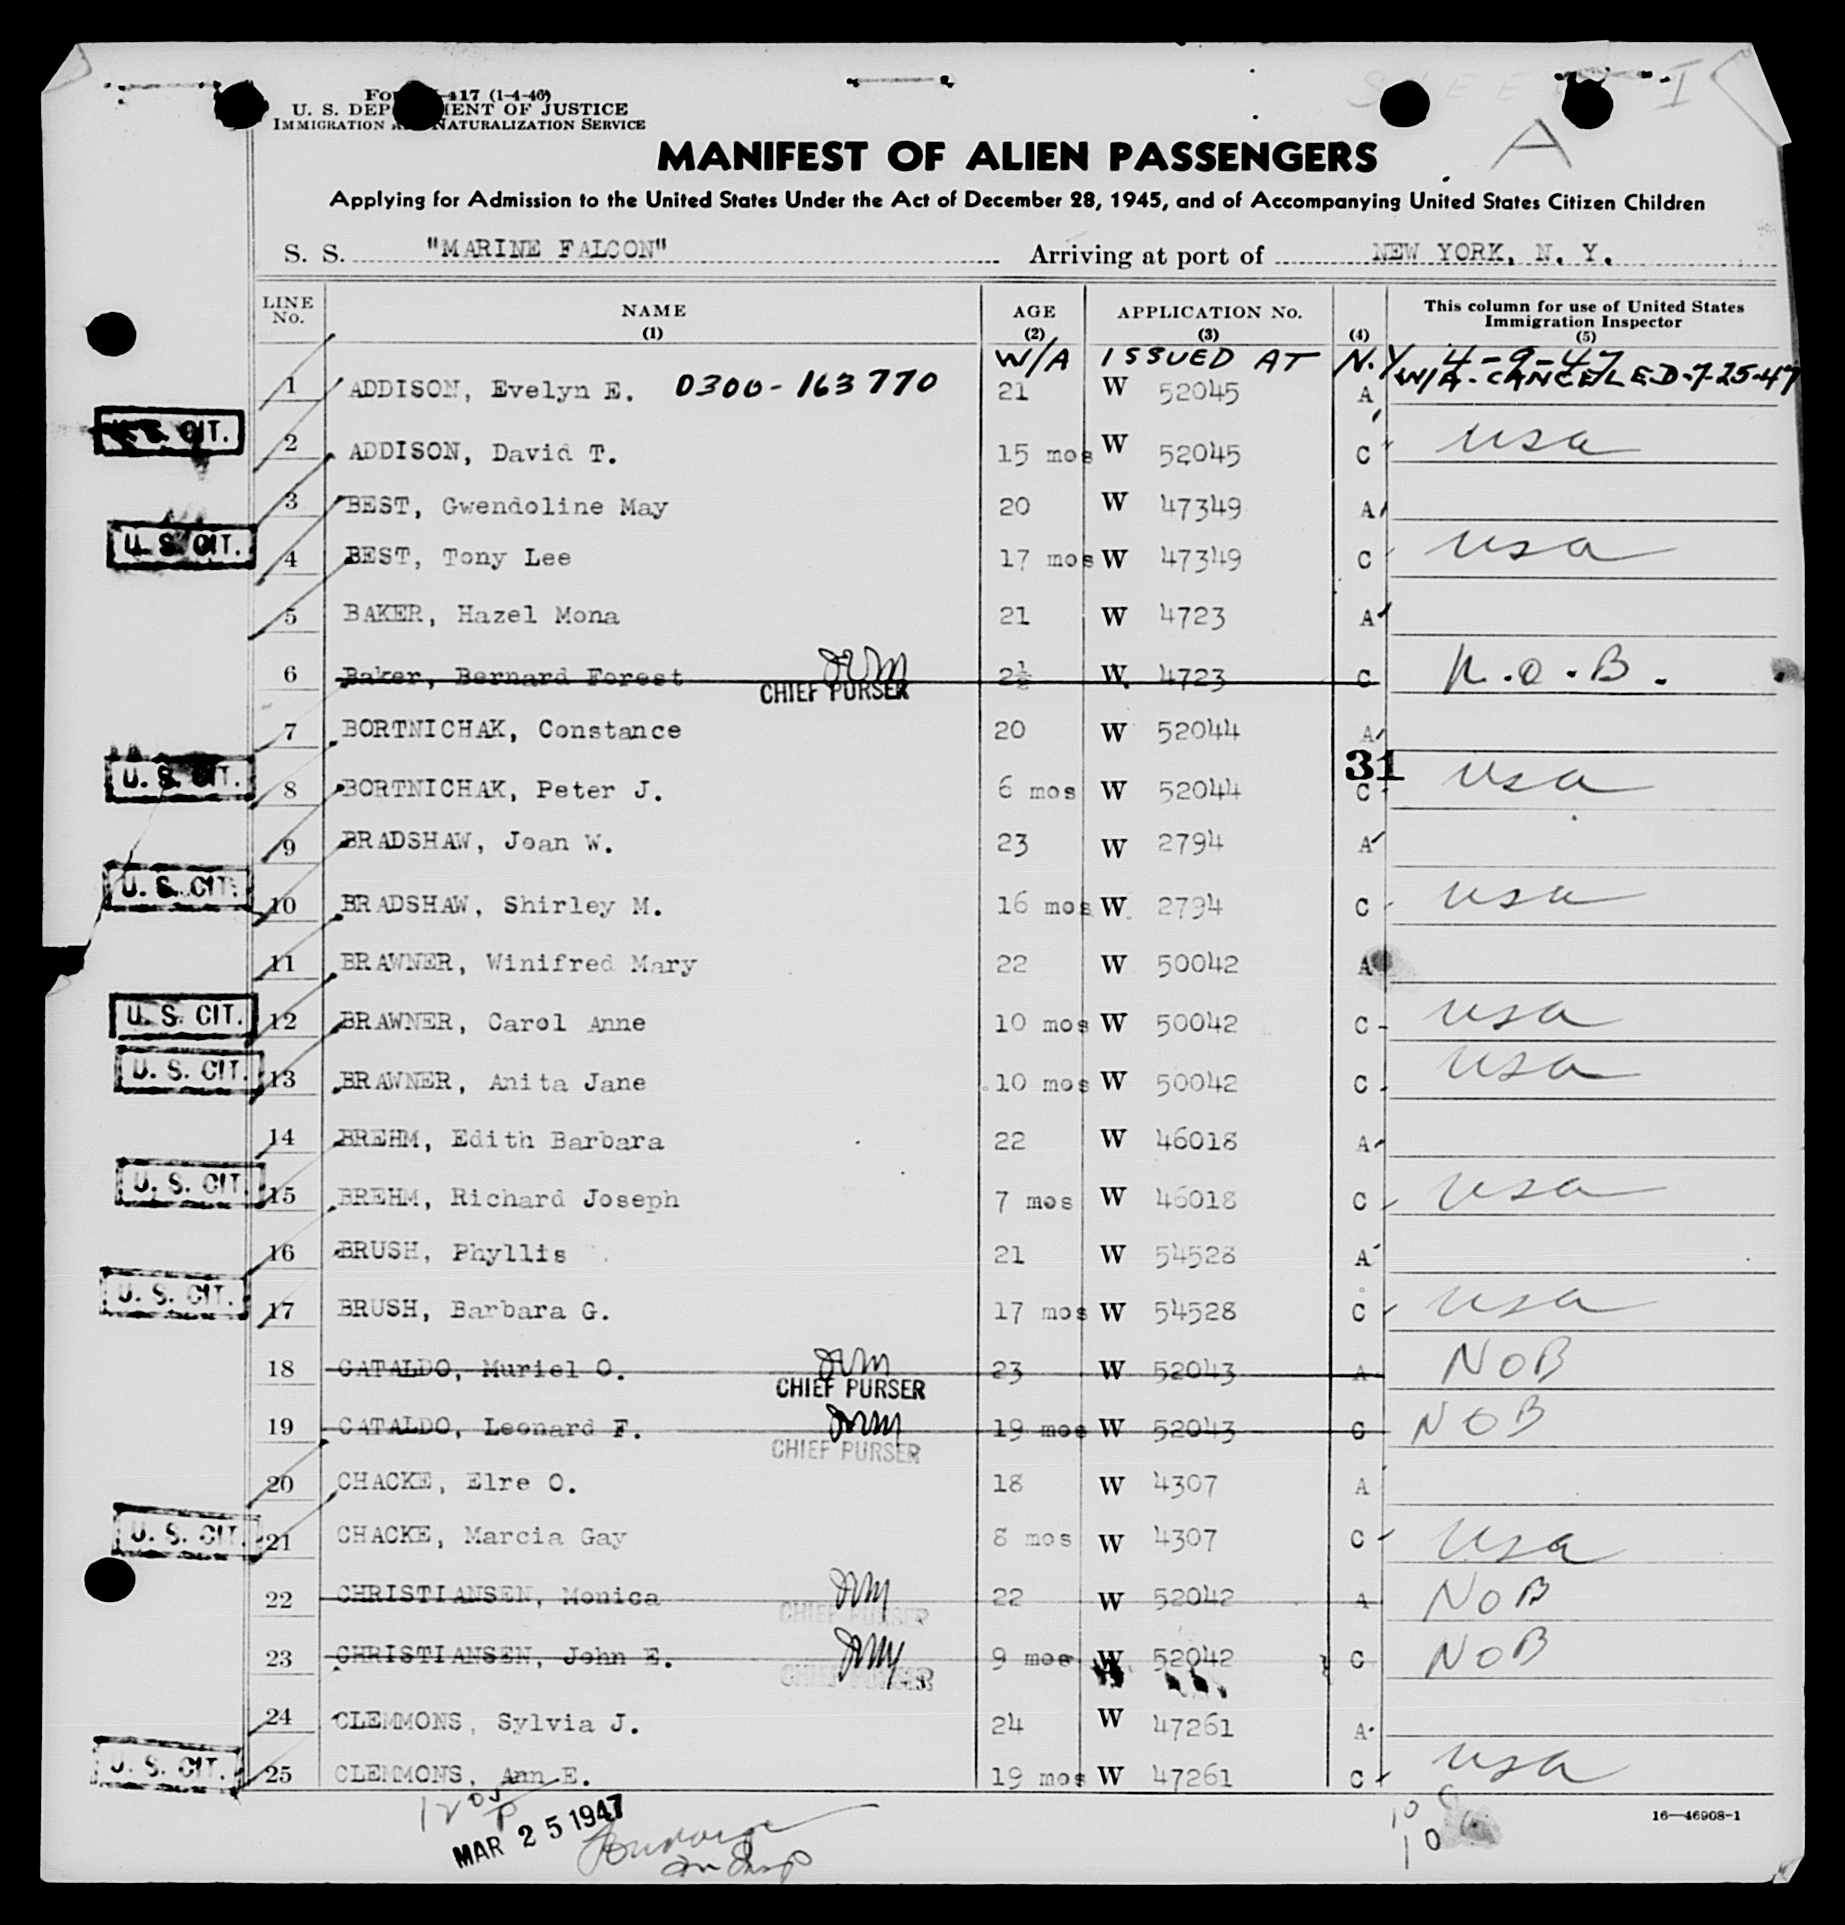 Form I-417 (1-4-46)
U. S. DEPARTMENT OF JUSTICE
IMMIGRATION AND NATURALIZATION SERVICE
A
MANIFEST OF ALIEN PASSENGERS
Applying for Admission to the United States Under the Act of December 28, 1945, and of Accompanying United States Citizen Children
S. S. "MARINE FALCON" Arriving at port of NEW YORK, N. Y.
LINE No. NAME (1) AGE (2) APPLICATION No. (3) (4) This column for use of United States Immigration Inspector (5)
W/A ISSUED AT N.Y. 4-9-47
1 ADDISON, Evelyn E. 0300-163770 21 W 52045 A W/A-CANCELED-7-25-47
U. S. CIT. 2 ADDISON, David T. 15 mos W 52045 C usa
3 BEST, Gwendoline May 20 W 47349 A
U. S. CIT. 4 BEST, Tony Lee 17 mos W 47349 C usa
5 BAKER, Hazel Mona 21 W 4723 A
6 Baker, Bernard Forest CHIEF PURSER 2½ W 4723 C N.O.B.
7 BORTNICHAK, Constance 20 W 52044 A
31
U. S. CIT. 8 BORTNICHAK, Peter J. 6 mos W 52044 C usa
9 BRADSHAW, Joan W. 23 W 2794 A
U. S. CIT. 10 BRADSHAW, Shirley M. 16 mos W 2794 C usa
11 BRAWNER, Winifred Mary 22 W 50042 A
U. S. CIT. 12 BRAWNER, Carol Anne 10 mos W 50042 C usa
U. S. CIT. 13 BRAWNER, Anita Jane 10 mos W 50042 C usa
14 BREHM, Edith Barbara 22 W 46018 A
U. S. CIT. 15 BREHM, Richard Joseph 7 mos W 46018 C usa
16 BRUSH, Phyllis 21 W 54528 A
U. S. CIT. 17 BRUSH, Barbara G. 17 mos W 54528 C usa
18 CATALDO, Muriel O. CHIEF PURSER 23 W 52043 A NOB
19 CATALDO, Leonard F. CHIEF PURSER 19 mos W 52043 C NOB
20 CHACKE, Elre O. 18 W 4307 A
U. S. CIT. 21 CHACKE, Marcia Gay 8 mos W 4307 C usa
22 CHRISTIANSEN, Monica CHIEF PURSER 22 W 52042 A NOB
23 CHRISTIANSEN, John E. CHIEF PURSER 9 mos W 52042 C NOB
24 CLEMMONS, Sylvia J. 24 W 47261 A
U. S. CIT. 25 CLEMMONS, Ann E. 19 mos W 47261 C usa
MAR 25 1947
10
10
16—46908-1